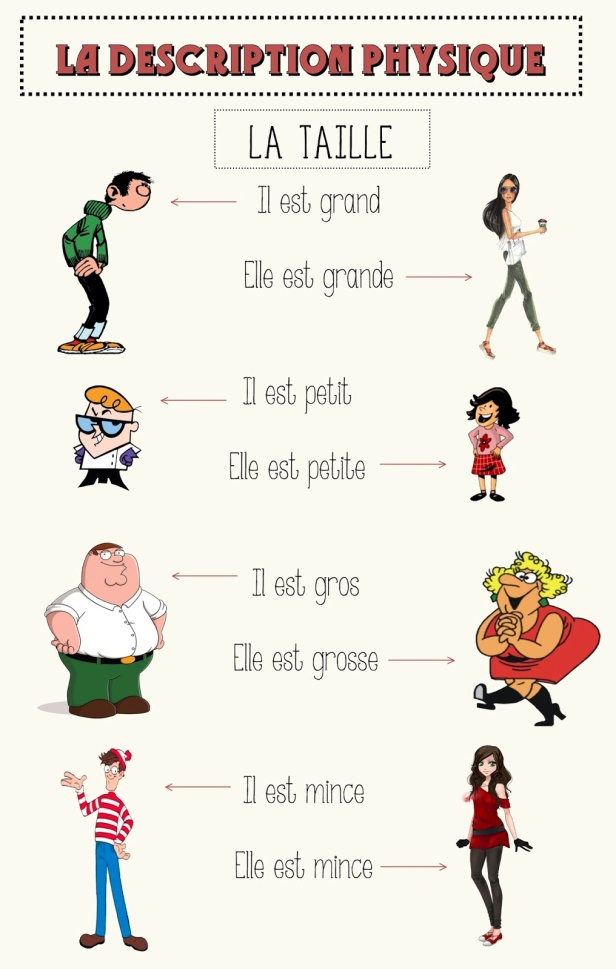 LA DESCRIPTION PHYSIQUE
LA TAILLE
Il est grand
Elle est grande
Il est petit
Elle est petite
Il est gros
Elle est grosse
Il est mince
Elle est mince